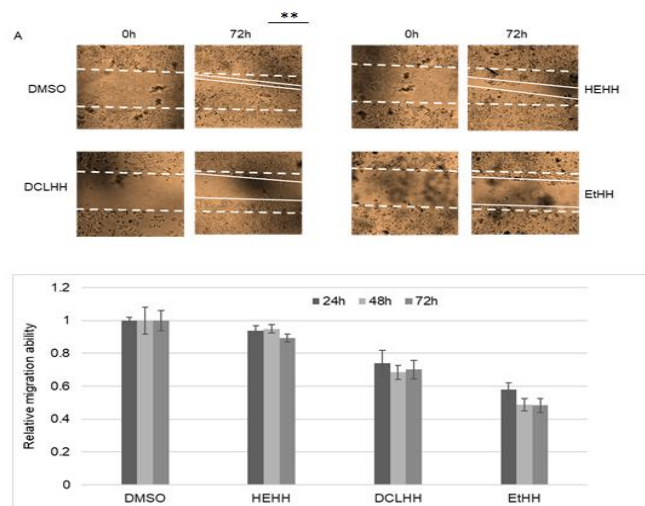 **
A
0h 72h 0h 72h
DMSO HEHH
DCLHH EtHH
1.2
24h 48h 72h
1
0.8
0.6
0.4
0.2
0
Relative migration ability
DMSO HEHH DCLHH EtHH